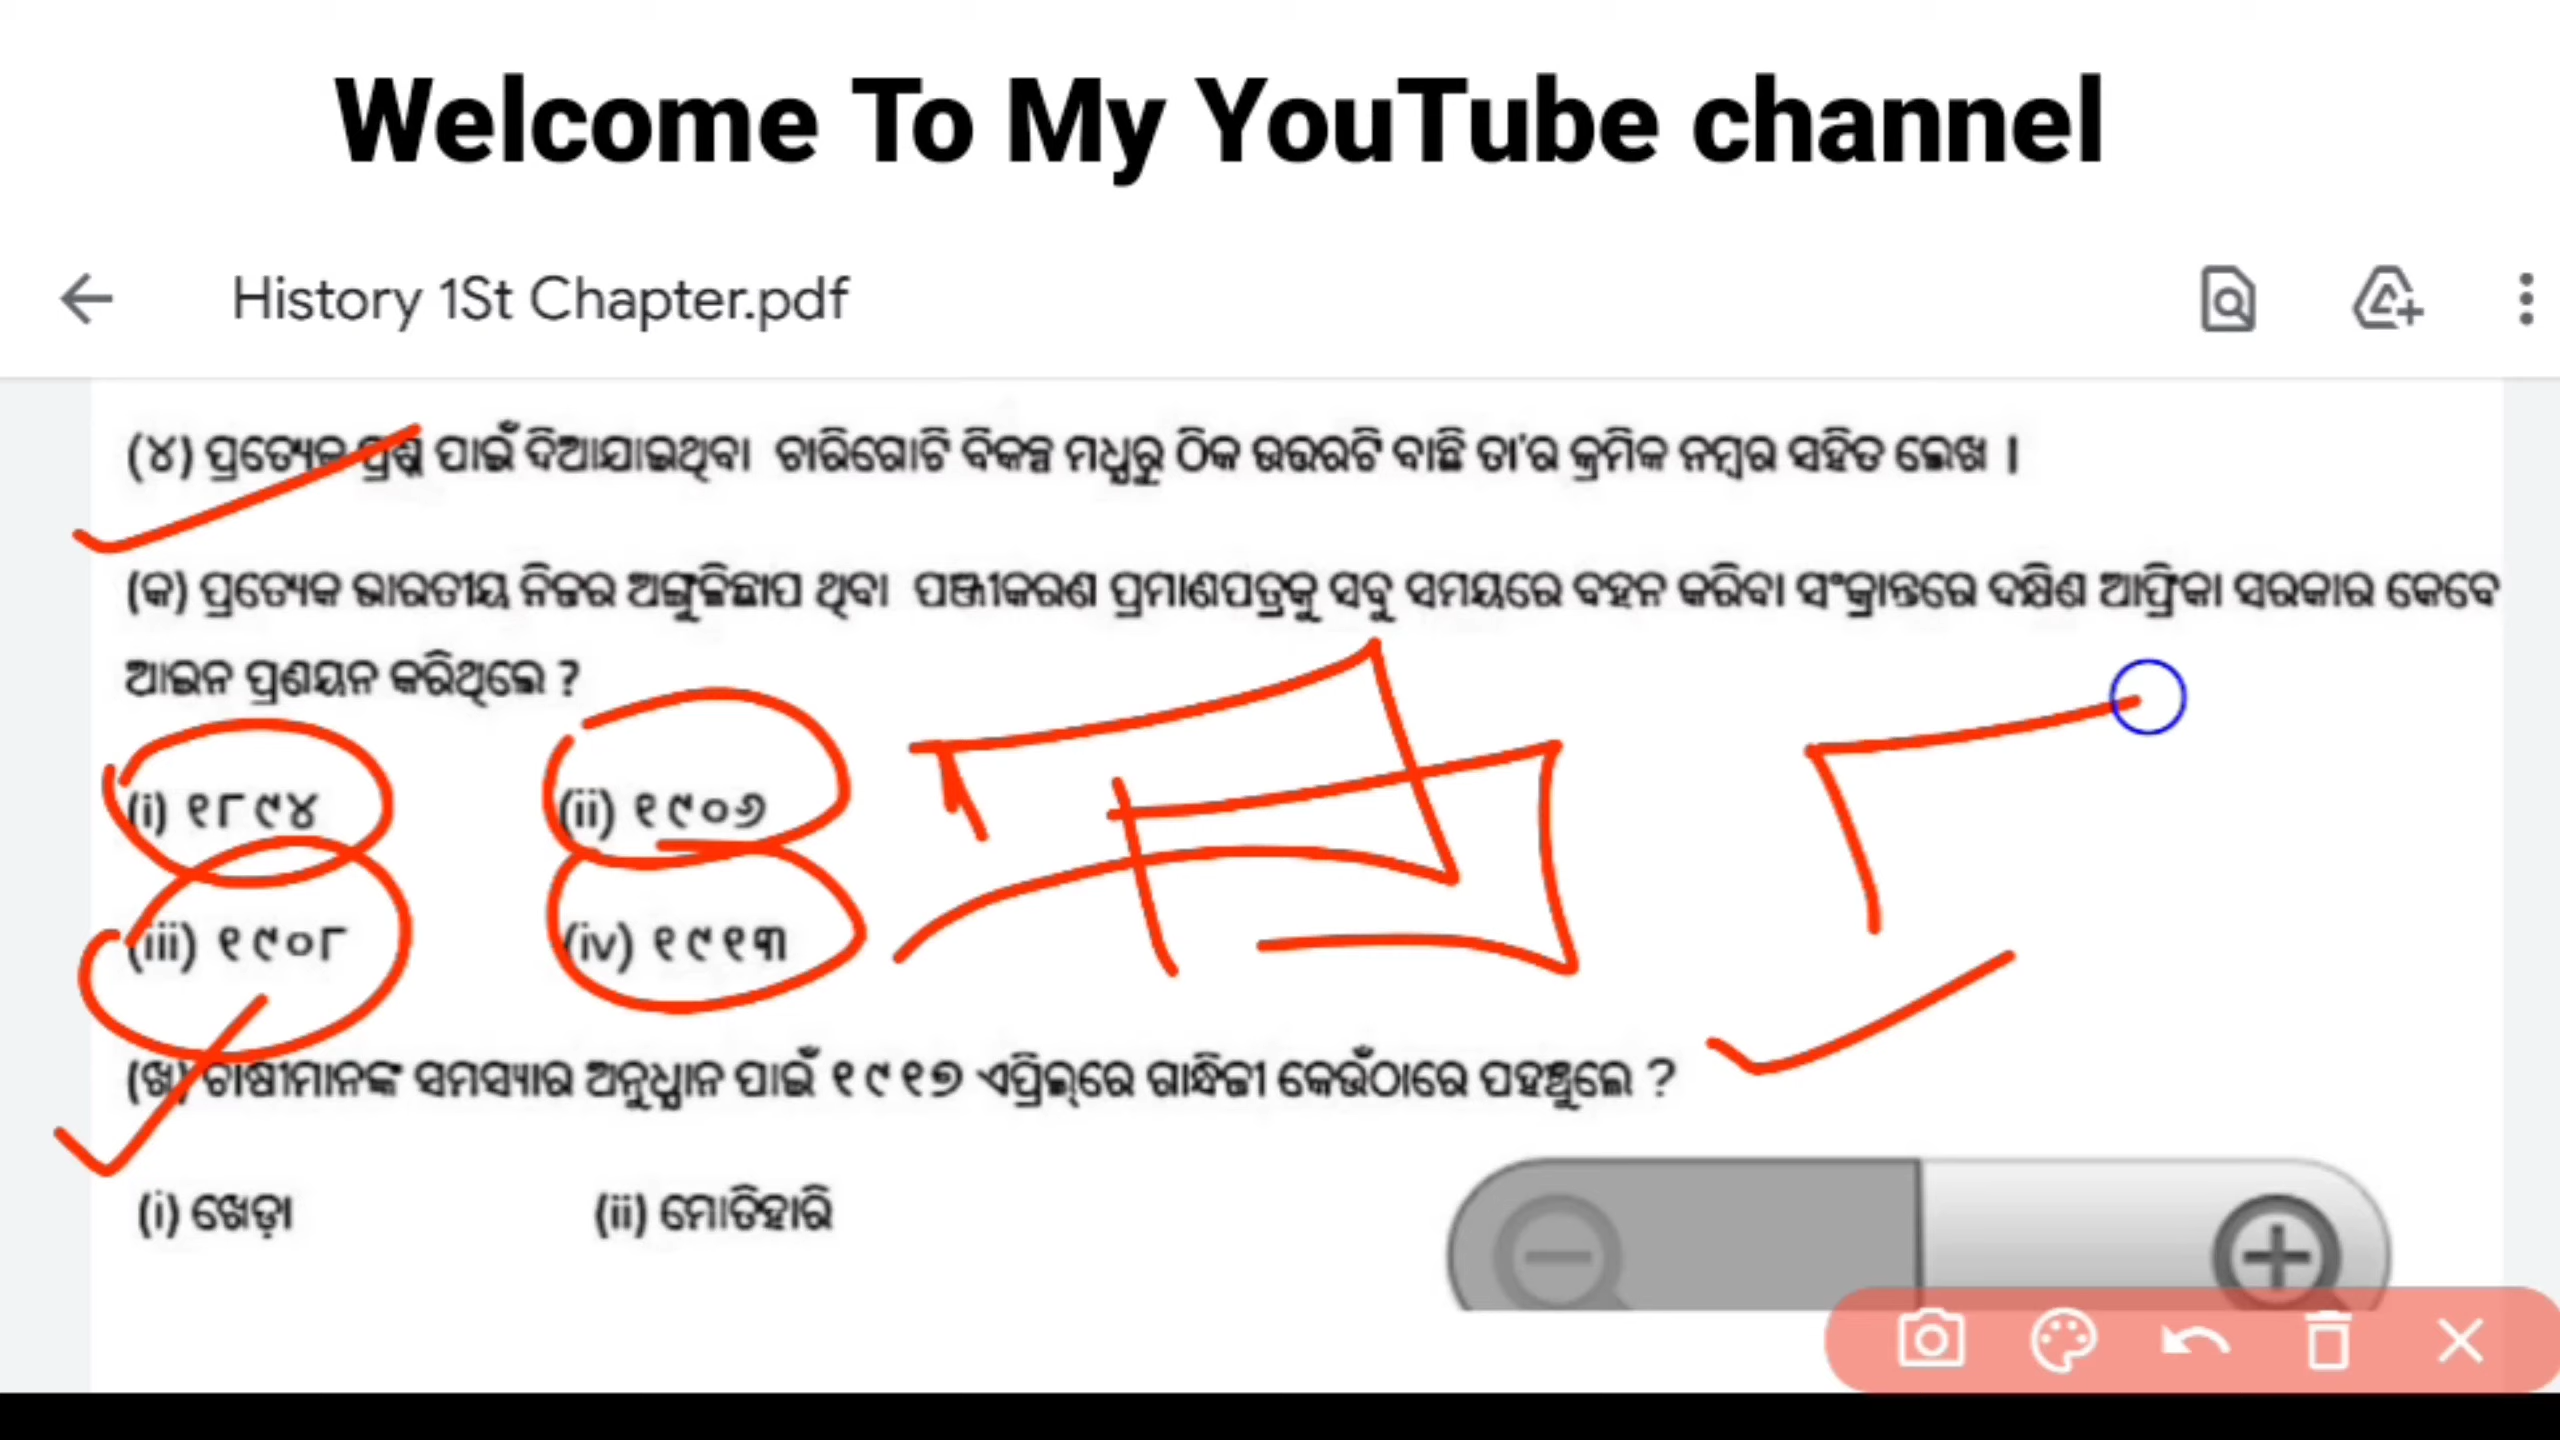 Welcome To My YouTube channel
History 1St Chapter.pdf
(୪) ପ୍ରତ୍ୟେକ ପ୍ରଶ୍ନ ପାଇଁ ଦିଆଯାଇଥିବା ଚାରିଗୋଟି ବିକଳ୍ପ ମଧ୍ୟରୁ ଠିକ ଉତ୍ତରଟି ବାଛି ତା'ର କ୍ରମିକ ନମ୍ବର ସହିତ ଲେଖ ।
(କ) ପ୍ରତ୍ୟେକ ଭାରତୀୟ ନିଜର ଅଙ୍ଗୁଳିଛାପ ଥିବା ପଞ୍ଜୀକରଣ ପ୍ରମାଣପତ୍ରକୁ ସବୁ ସମୟରେ ବହନ କରିବା ସଂକ୍ରାନ୍ତରେ ଦକ୍ଷିଣ ଆଫ୍ରିକା ସରକାର କେବେ
ଆଇନ ପ୍ରଣୟନ କରିଥିଲେ ?
(i) ୧୮୯୪ (ii) ୧୯୦୬
(iii) ୧୯୦୮ (iv) ୧୯୧୩
(ଖ) ଚାଷୀମାନଙ୍କ ସମସ୍ୟାର ଅନୁଧ୍ୟାନ ପାଇଁ ୧୯୧୭ ଏପ୍ରିଲ୍‌ରେ ଗାନ୍ଧିଜୀ କେଉଁଠାରେ ପହଞ୍ଚୁଲେ ?
(i) ଖେଡ଼ା (ii) ମୋତିହାରି